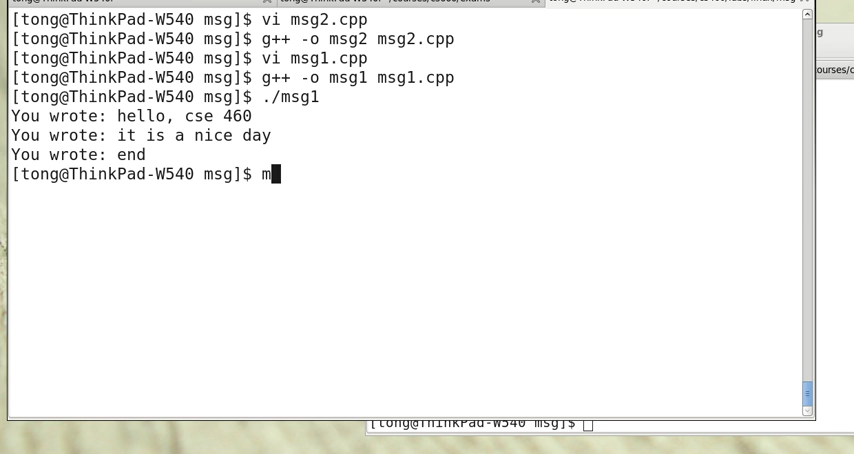 [tong@ThinkPad-W540 msg]$ vi msg2.cpp
[tong@ThinkPad-W540 msg]$ g++ -o msg2 msg2.cpp
[tong@ThinkPad-W540 msg]$ vi msg1.cpp
[tong@ThinkPad-W540 msg]$ g++ -o msg1 msg1.cpp
[tong@ThinkPad-W540 msg]$ ./msg1
You wrote: hello, cse 460
You wrote: it is a nice day
You wrote: end
[tong@ThinkPad-W540 msg]$ m
[tong@ThinkPad-W540 msg]$